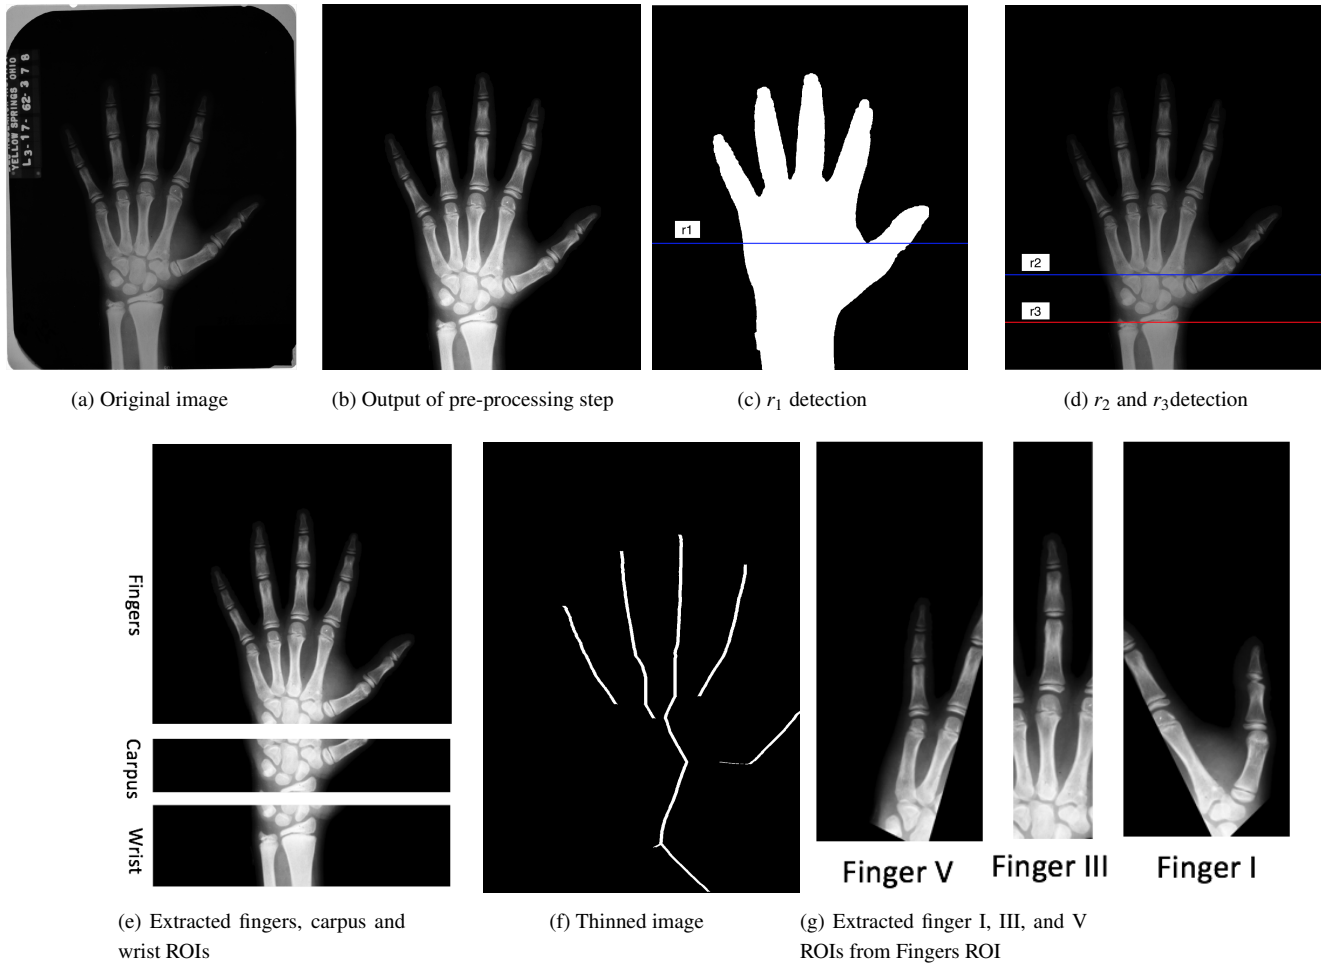 YELLOW SPRINGS OHIO
L3-17- 62 3 7 8
r1
r2
r3
(a) Original image
(b) Output of pre-processing step
(c) r1 detection
(d) r2 and r3detection
Fingers
Carpus
Wrist
Finger V
Finger III
Finger I
(e) Extracted fingers, carpus and
wrist ROIs
(f) Thinned image
(g) Extracted finger I, III, and V
ROIs from Fingers ROI